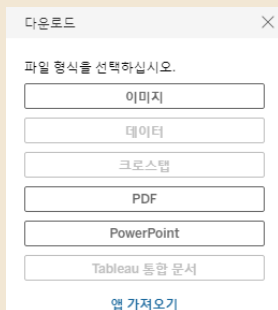 다운로드
파일 형식을 선택하십시오.
이미지
데이터
크로스탭
PDF
PowerPoint
Tableau 통합 문서
앱 가져오기